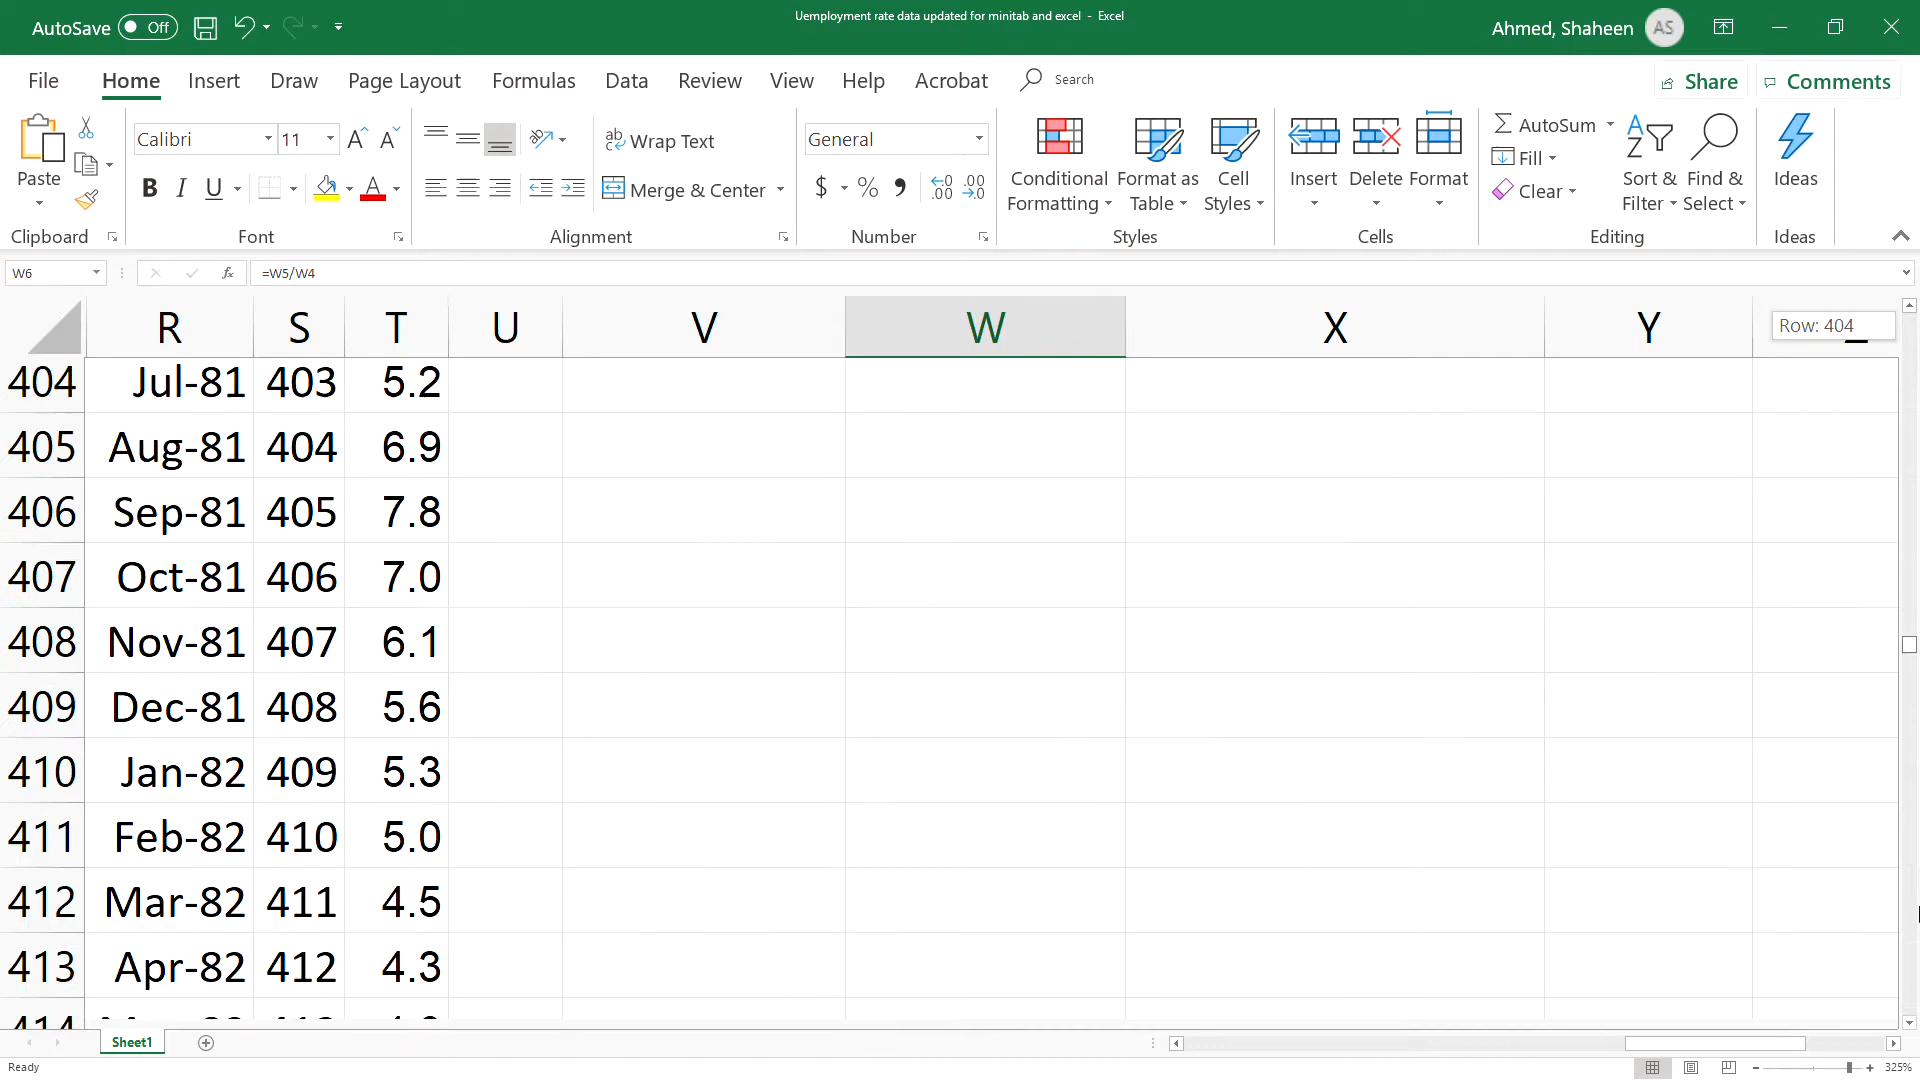 AutoSave Off Uemployment rate data updated for minitab and excel - Excel Ahmed, Shaheen AS
File Home Insert Draw Page Layout Formulas Data Review View Help Acrobat Search Share Comments
Paste Calibri 11 A A ab c Wrap Text General Conditional Formatting Format as Table Cell Styles Insert Delete Format AutoSum Fill Clear Sort & Filter Find & Select Ideas
B I U A Merge & Center $ % 9 .00 .00 .0
Clipboard Font Alignment Number Styles Cells Editing Ideas
W6 fx =W5/W4
R S T U V W X Y Row: 404
404 Jul-81 403 5.2
405 Aug-81 404 6.9
406 Sep-81 405 7.8
407 Oct-81 406 7.0
408 Nov-81 407 6.1
409 Dec-81 408 5.6
410 Jan-82 409 5.3
411 Feb-82 410 5.0
412 Mar-82 411 4.5
413 Apr-82 412 4.3
414
Sheet1
Ready 325%